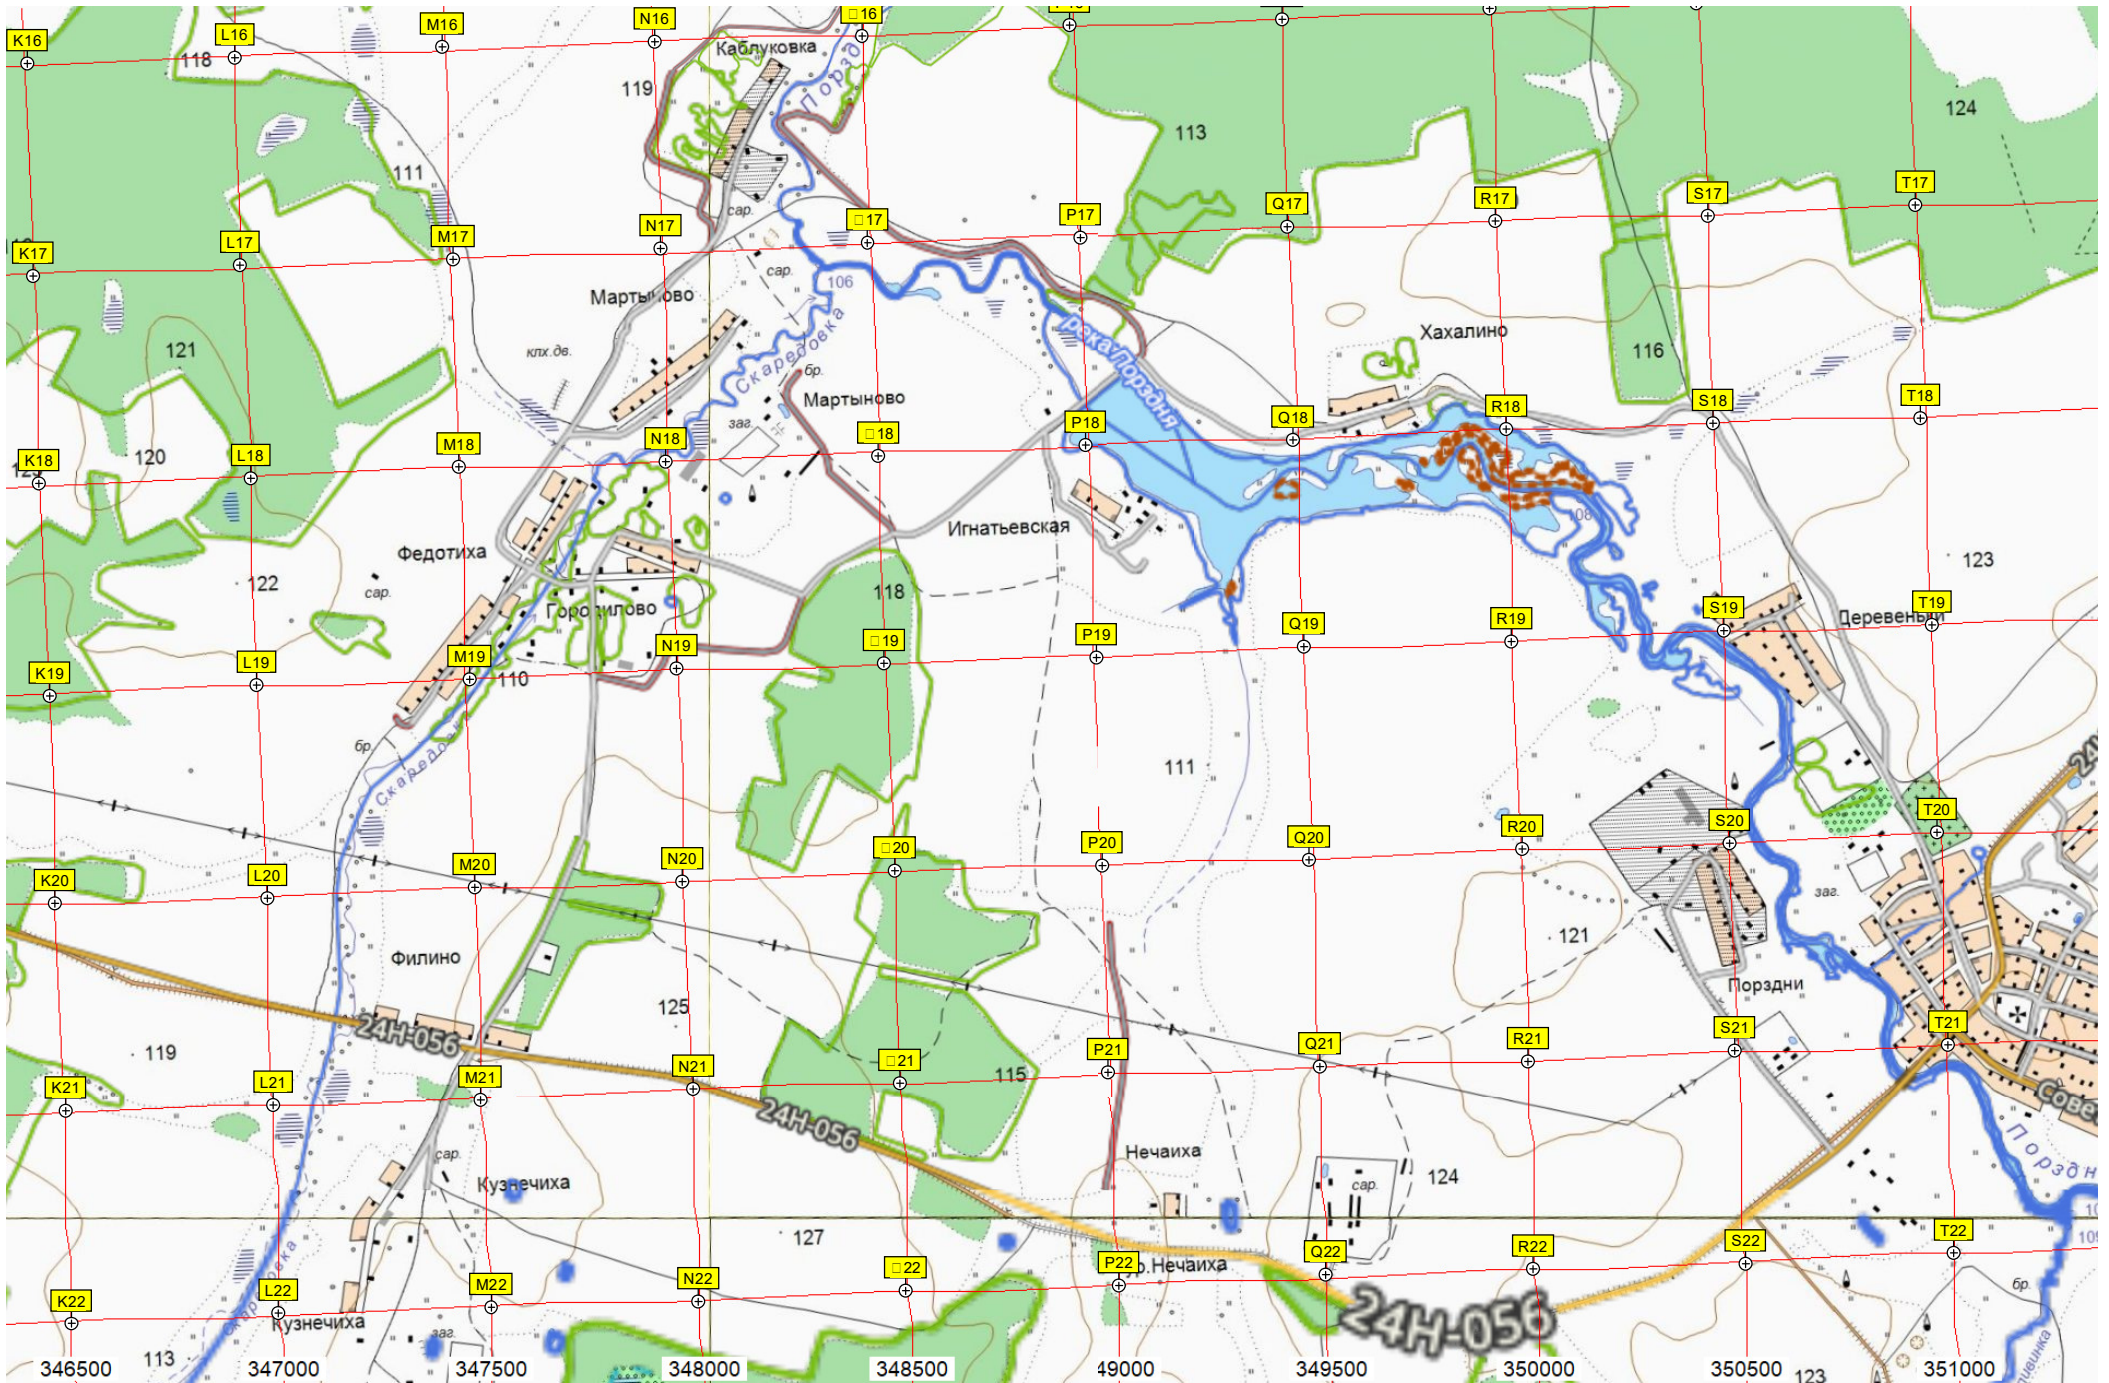 K16
L16
M16
N16
□16
118
119
Каблуковка
Порзд
113
124
111
сар.
K17
L17
M17
N17
□17
P17
Q17
R17
S17
T17
сар.
106
Мартыново
клх.дв.
Скаредовка
река Порздня
Хахалино
116
121
бр.
Мартыново
заг.
K18
L18
M18
N18
□18
P18
Q18
R18
S18
T18
120
Игнатьевская
108
Федотиха
122
сар.
118
123
Городилово
Деревеньки
K19
L19
M19
N19
□19
P19
Q19
R19
S19
T19
110
бр.
Скаредовка
111
24Н
K20
L20
M20
N20
□20
P20
Q20
R20
S20
T20
заг.
Филино
121
125
Порздни
24Н-056
119
115
K21
L21
M21
N21
□21
P21
Q21
R21
S21
T21
24Н-056
Совет
Порздн
сар.
Нечаиха
сар.
124
Кузнечиха
127
ур.Нечаиха
109
K22
L22
M22
N22
□22
P22
Q22
R22
S22
T22
бр.
24Н-056
Кузнечиха
заг.
113
123
346500
347000
347500
348000
348500
49000
349500
350000
350500
351000